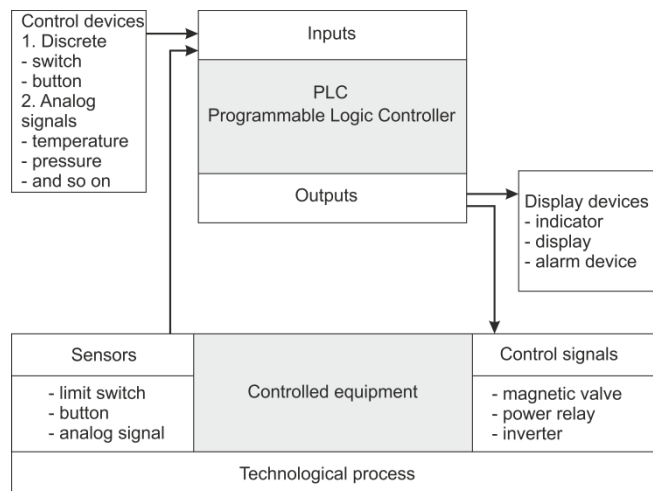 Control devices
1. Discrete
- switch
- button
2. Analog
signals
- temperature
- pressure
- and so on
Inputs
PLC
Programmable Logic Controller
Outputs
Display devices
- indicator
- display
- alarm device
Sensors
- limit switch
- button
- analog signal
Controlled equipment
Control signals
- magnetic valve
- power relay
- inverter
Technological process